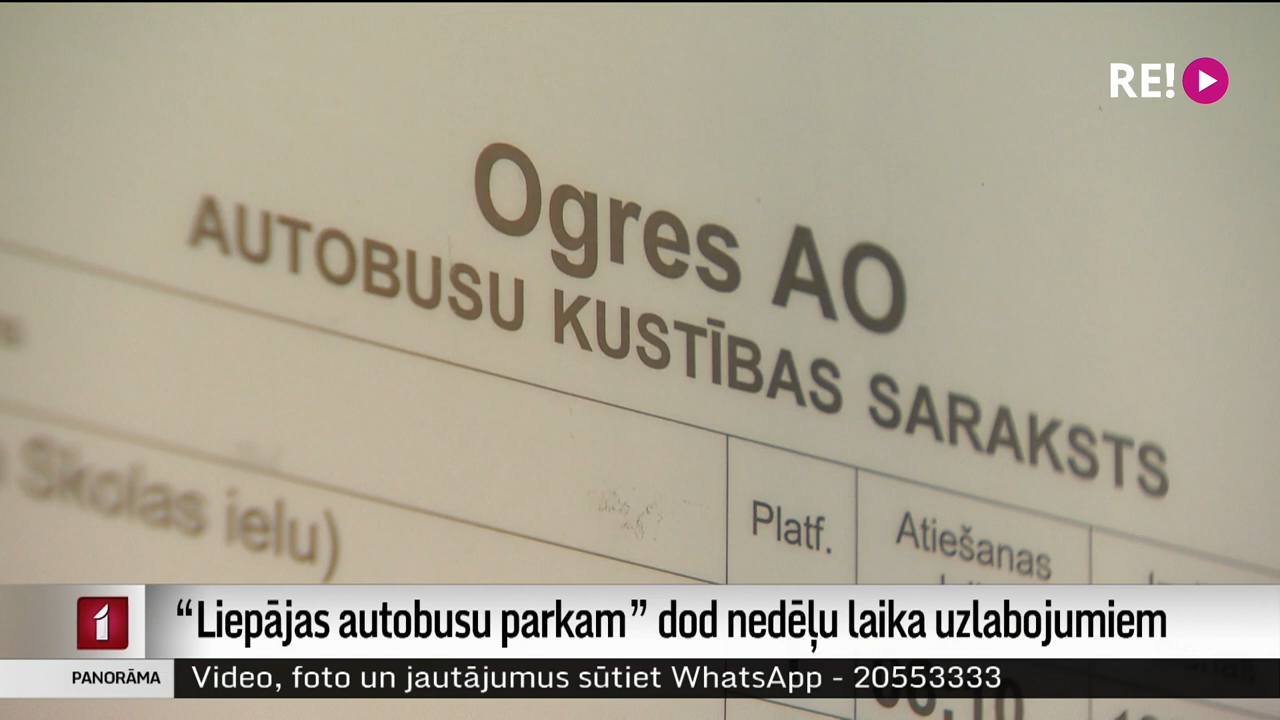 RE!
Ogres AO
AUTOBUSU KUSTĪBAS SARAKSTS
Skolas ielu)
Platf.
Atiešanas
1
“Liepājas autobusu parkam” dod nedēļu laika uzlabojumiem
PANORĀMA
Video, foto un jautājumus sūtiet WhatsApp - 20553333